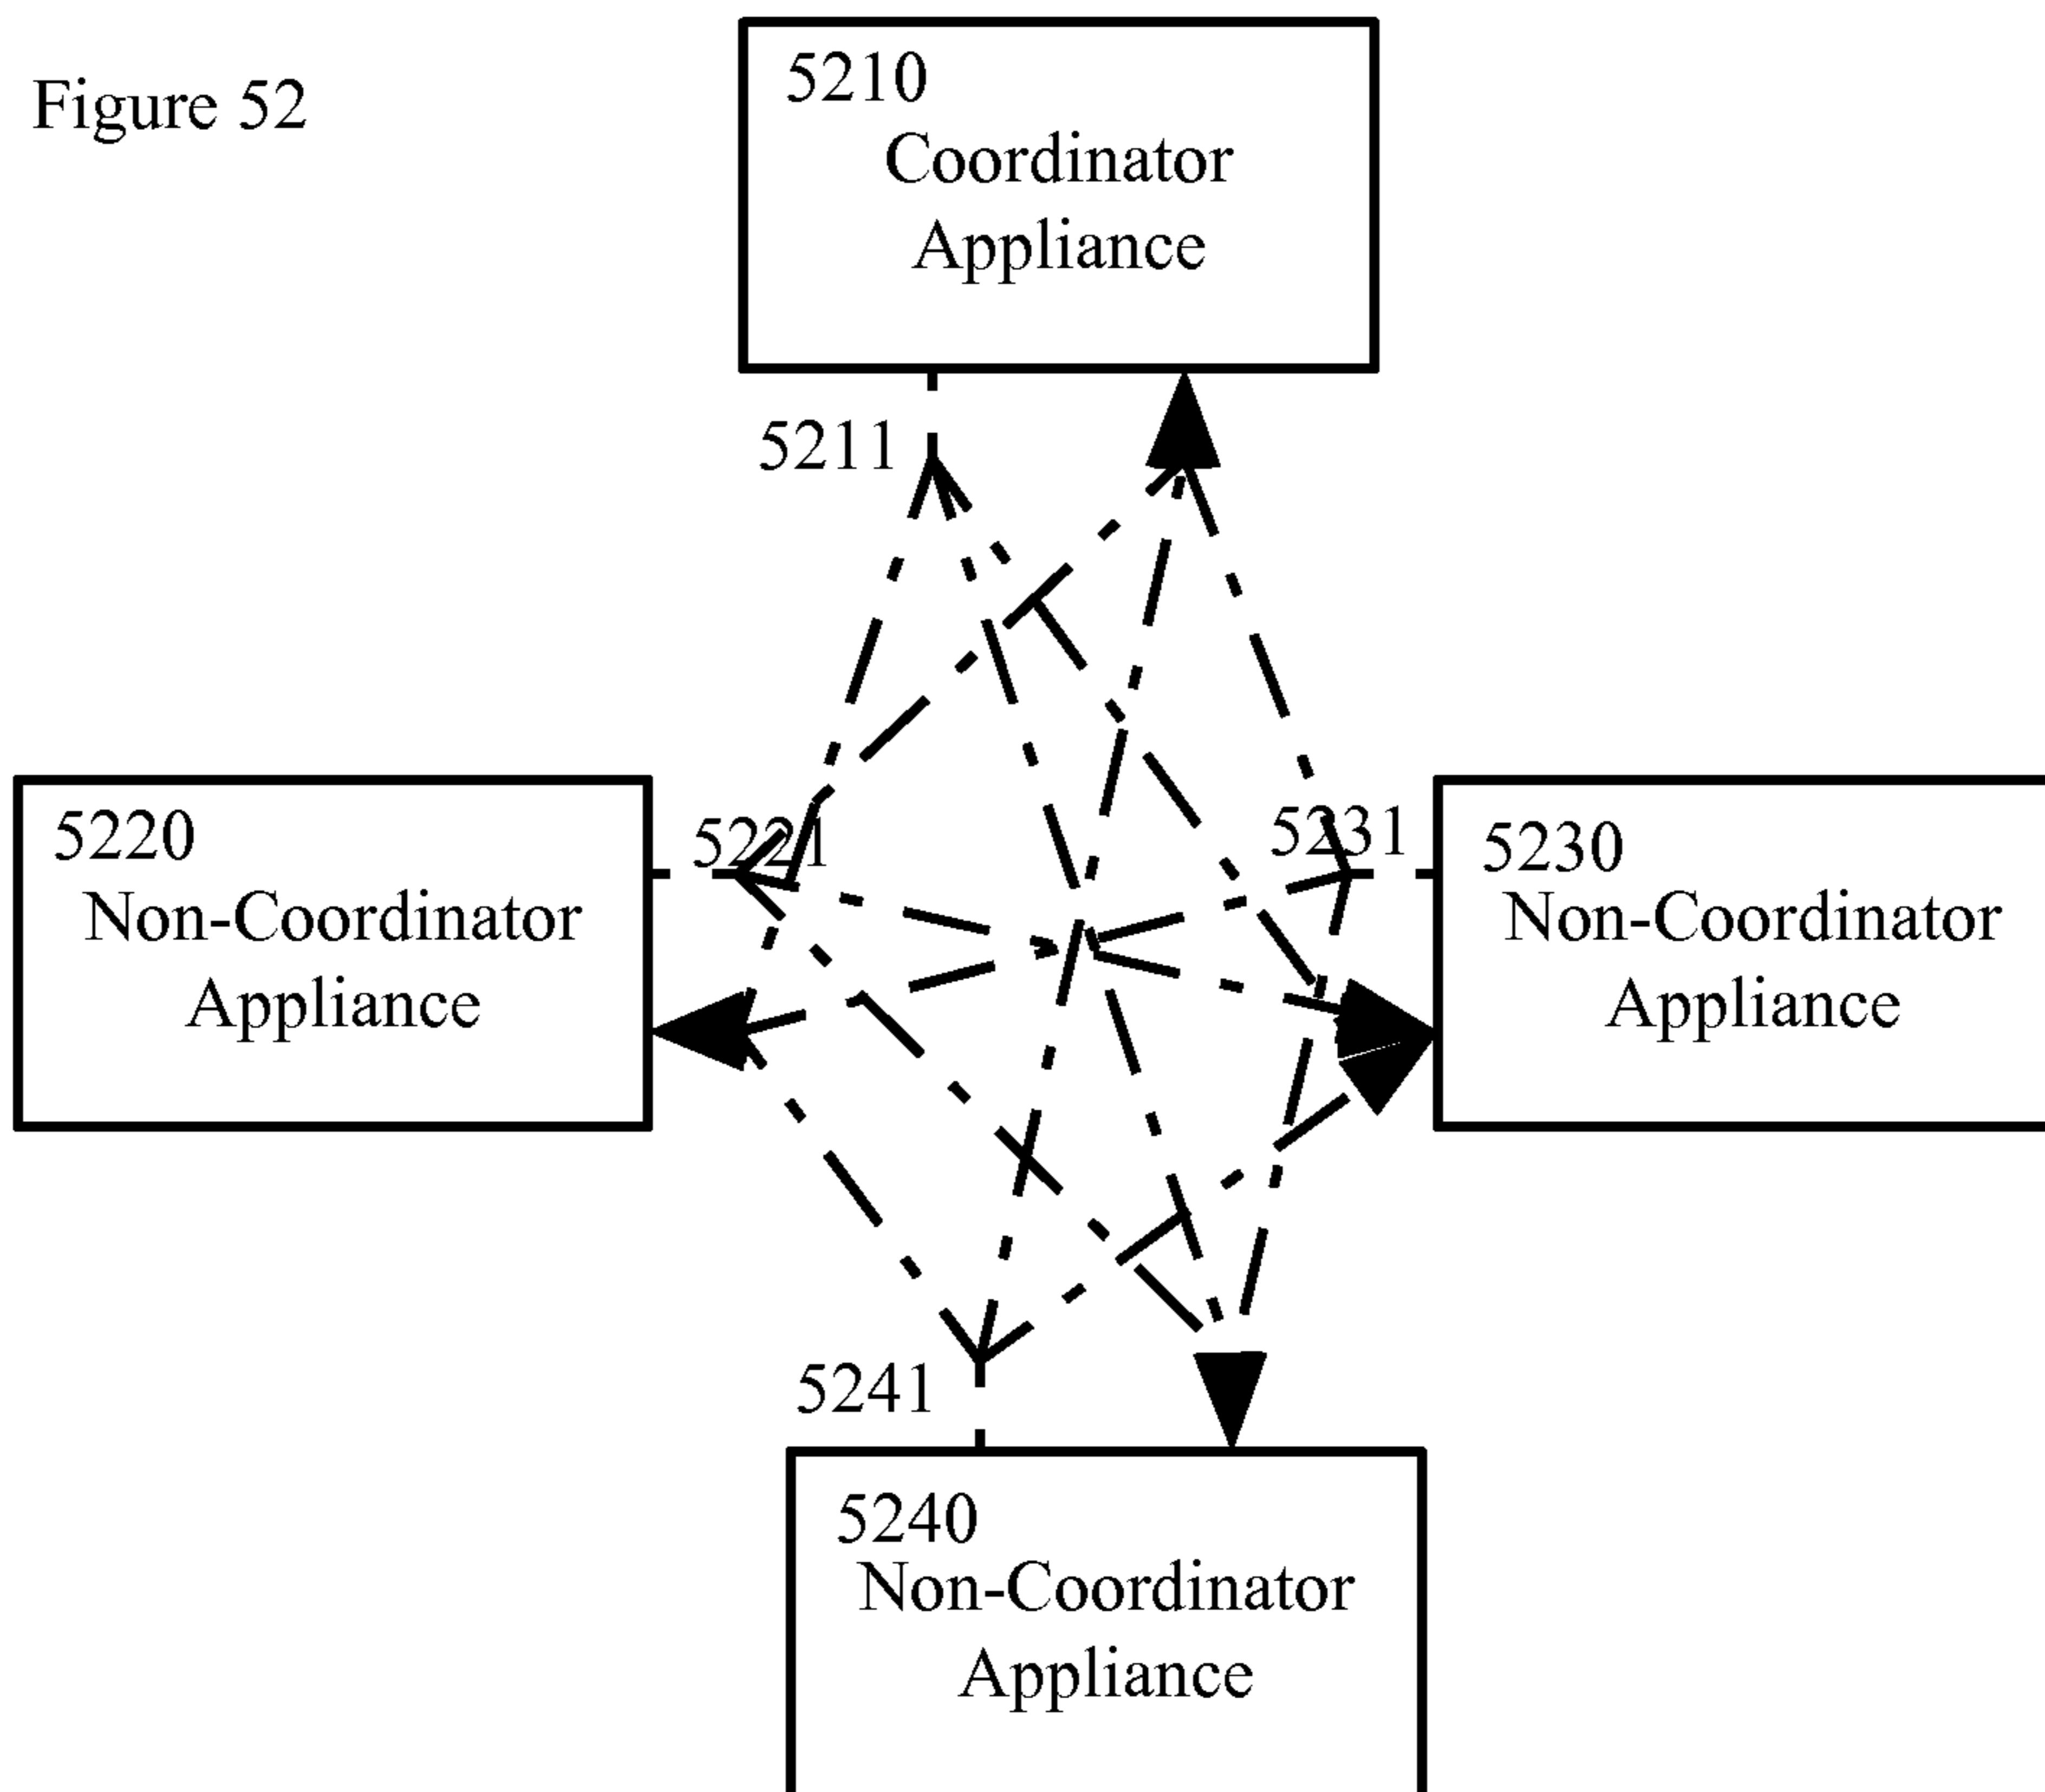 Figure 52
5210
Coordinator
Appliance
5211
5220
Non-Coordinator
Appliance
5221
5231
5230
Non-Coordinator
Appliance
5241
5240
Non-Coordinator
Appliance